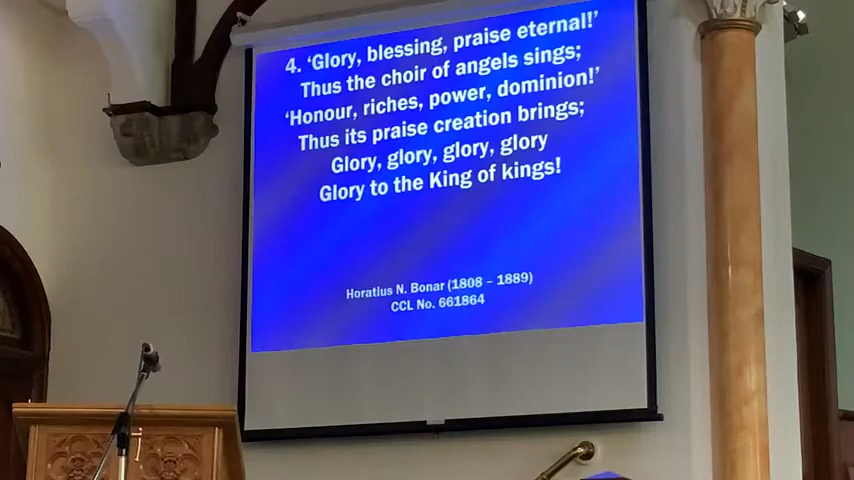 4. ‘Glory, blessing, praise eternal!’
Thus the choir of angels sings;
‘Honour, riches, power, dominion!’
Thus its praise creation brings;
Glory, glory, glory, glory
Glory to the King of kings!
Horatius N. Bonar (1808 – 1889)
CCL No. 661864